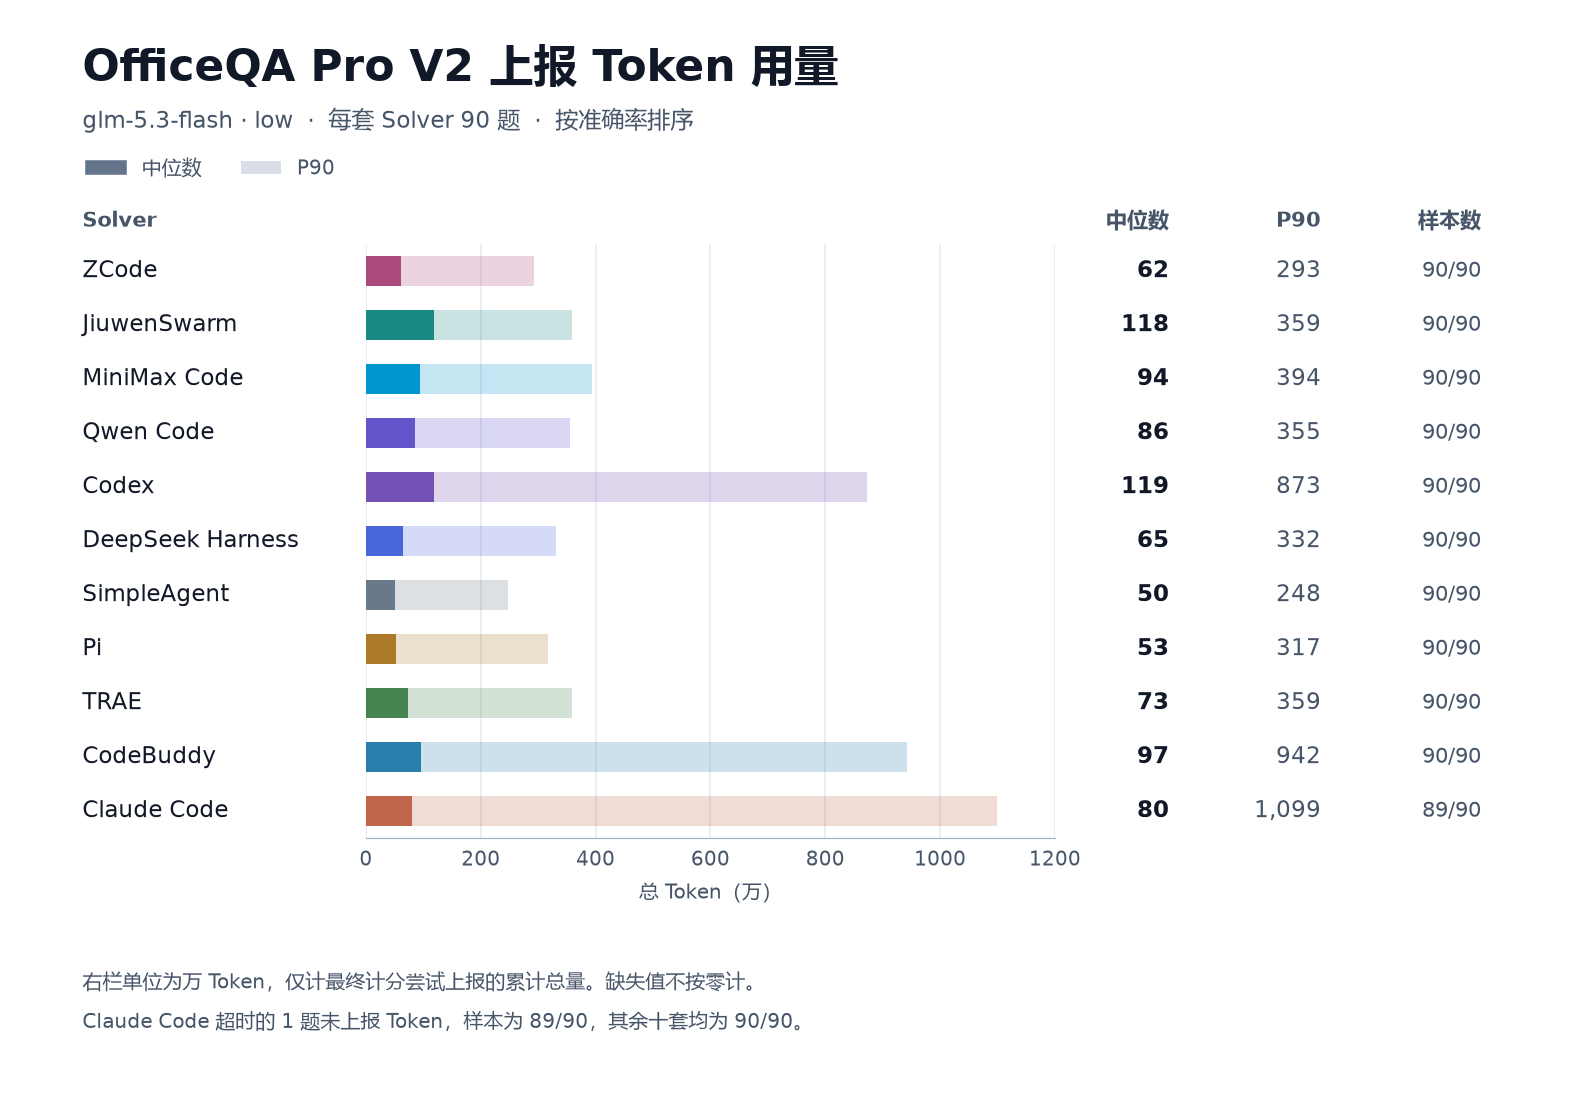 OfficeQA Pro V2 上报 Token 用量
glm-5.3-flash · low · 每套 Solver 90 题 · 按准确率排序
中位数 P90
Solver 中位数 P90 样本数
ZCode 62 293 90/90
JiuwenSwarm 118 359 90/90
MiniMax Code 94 394 90/90
Qwen Code 86 355 90/90
Codex 119 873 90/90
DeepSeek Harness 65 332 90/90
SimpleAgent 50 248 90/90
Pi 53 317 90/90
TRAE 73 359 90/90
CodeBuddy 97 942 90/90
Claude Code 80 1,099 89/90
0 200 400 600 800 1000 1200
总 Token（万）
右栏单位为万 Token，仅计最终计分尝试上报的累计总量。缺失值不按零计。
Claude Code 超时的 1 题未上报 Token，样本为 89/90，其余十套均为 90/90。